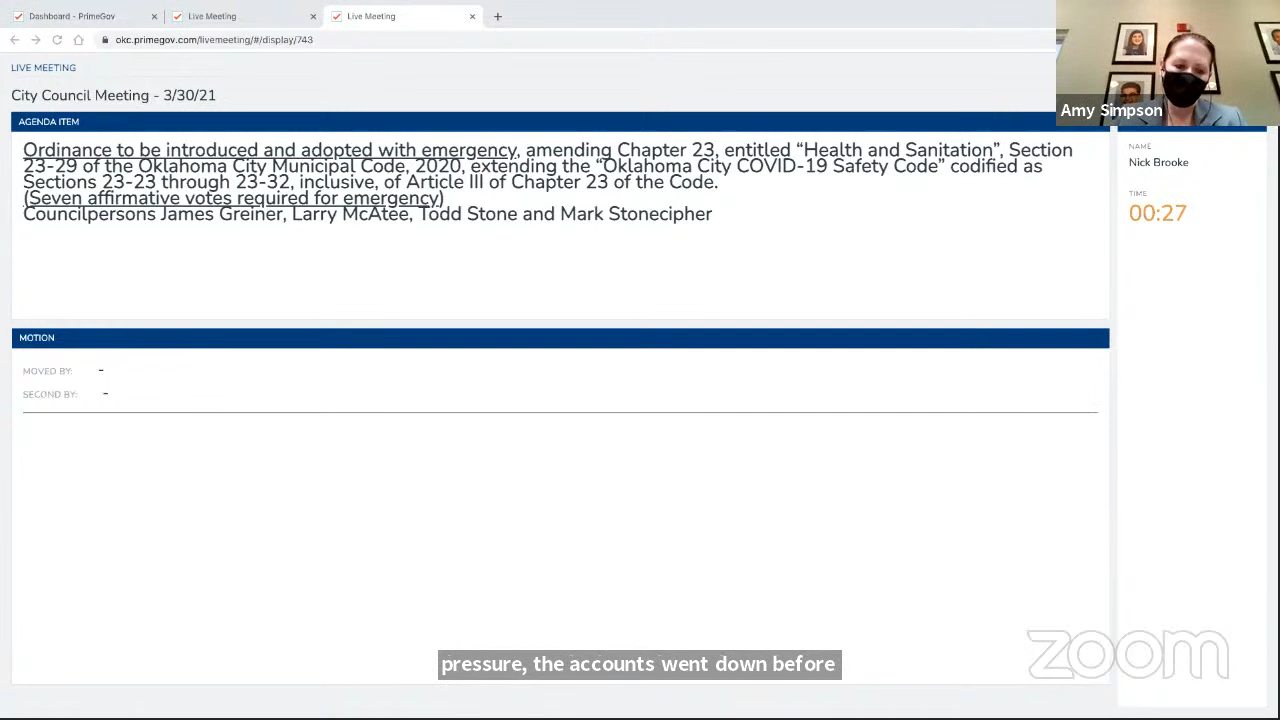 Dashboard - PrimeGov
Live Meeting
Live Meeting
okc.primegov.com/livemeeting/#/display/743
LIVE MEETING
City Council Meeting - 3/30/21
AGENDA ITEM
Ordinance to be introduced and adopted with emergency, amending Chapter 23, entitled “Health and Sanitation”, Section
23-29 of the Oklahoma City Municipal Code, 2020, extending the “Oklahoma City COVID-19 Safety Code” codified as
Sections 23-23 through 23-32, inclusive, of Article III of Chapter 23 of the Code.
(Seven affirmative votes required for emergency)
Councilpersons James Greiner, Larry McAtee, Todd Stone and Mark Stonecipher
MOTION
MOVED BY: -
SECOND BY: -
Amy Simpson
NAME
Nick Brooke
TIME
00:27
pressure, the accounts went down before
zoom